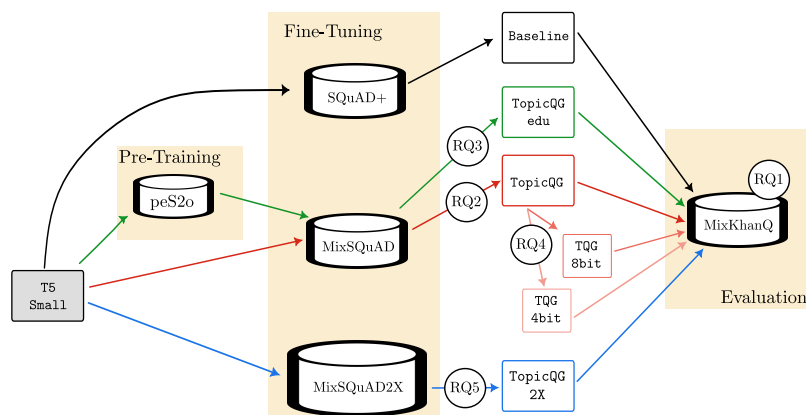 Fine-Tuning
Baseline
SQuAD+
TopicQG
edu
RQ3
Pre-Training
peS2o
RQ2
TopicQG
RQ1
MixSQuAD
RQ4
TQG
8bit
MixKhanQ
T5
Small
TQG
4bit
Evaluation
MixSQuAD2X
RQ5
TopicQG
2X